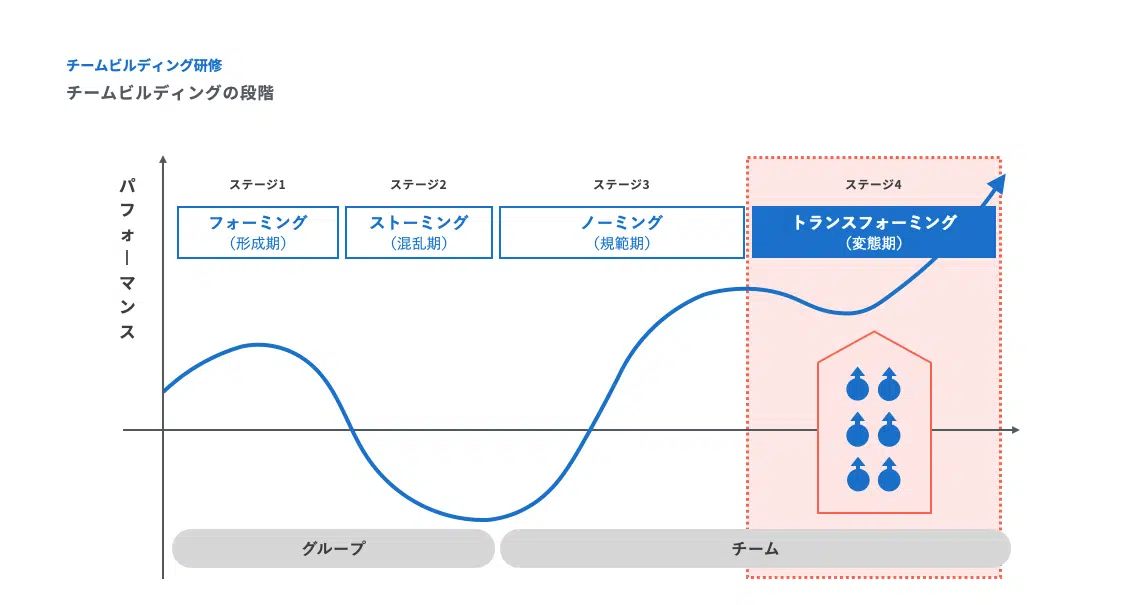 チームビルディング研修
チームビルディングの段階
パフォーマンス
ステージ1
フォーミング
（形成期）
ステージ2
ストーミング
（混乱期）
ステージ3
ノーミング
（規範期）
ステージ4
トランスフォーミング
（変態期）
グループ
チーム